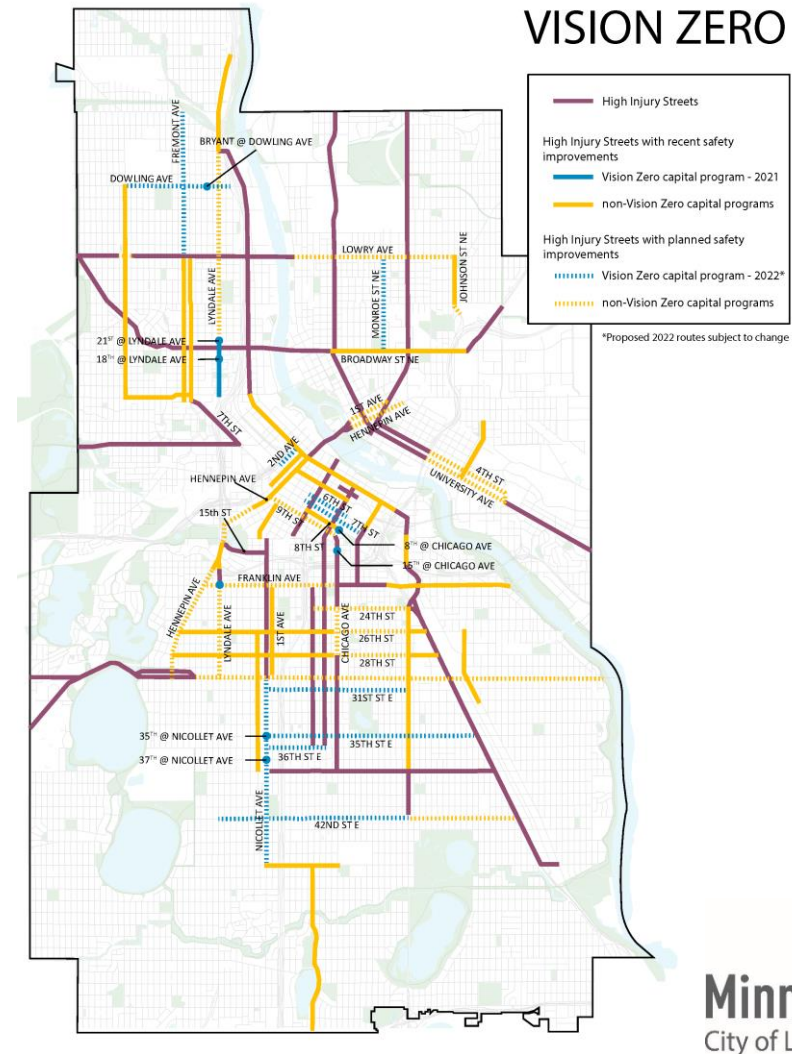 VISION ZERO
High Injury Streets
High Injury Streets with recent safety
improvements
Vision Zero capital program - 2021
non-Vision Zero capital programs
High Injury Streets with planned safety
improvements
Vision Zero capital program - 2022*
non-Vision Zero capital programs
*Proposed 2022 routes subject to change
FREMONT AVE
BRYANT @ DOWLING AVE
DOWLING AVE
LOWRY AVE
JOHNSON ST NE
LYNDALE AVE
MONROE ST NE
21ST @ LYNDALE AVE
18TH @ LYNDALE AVE
BROADWAY ST NE
7TH ST
1ST AVE
HENNEPIN AVE
2ND AVE
4TH ST
UNIVERSITY AVE
HENNEPIN AVE
15th ST
9TH ST
6TH ST
7TH ST
8TH ST
8TH @ CHICAGO AVE
15TH @ CHICAGO AVE
FRANKLIN AVE
HENNEPIN AVE
LYNDALE AVE
1ST AVE
CHICAGO AVE
24TH ST
26TH ST
28TH ST
31ST ST E
35TH @ NICOLLET AVE
35TH ST E
36TH ST E
37TH @ NICOLLET AVE
NICOLLET AVE
42ND ST E
Minn
City of L